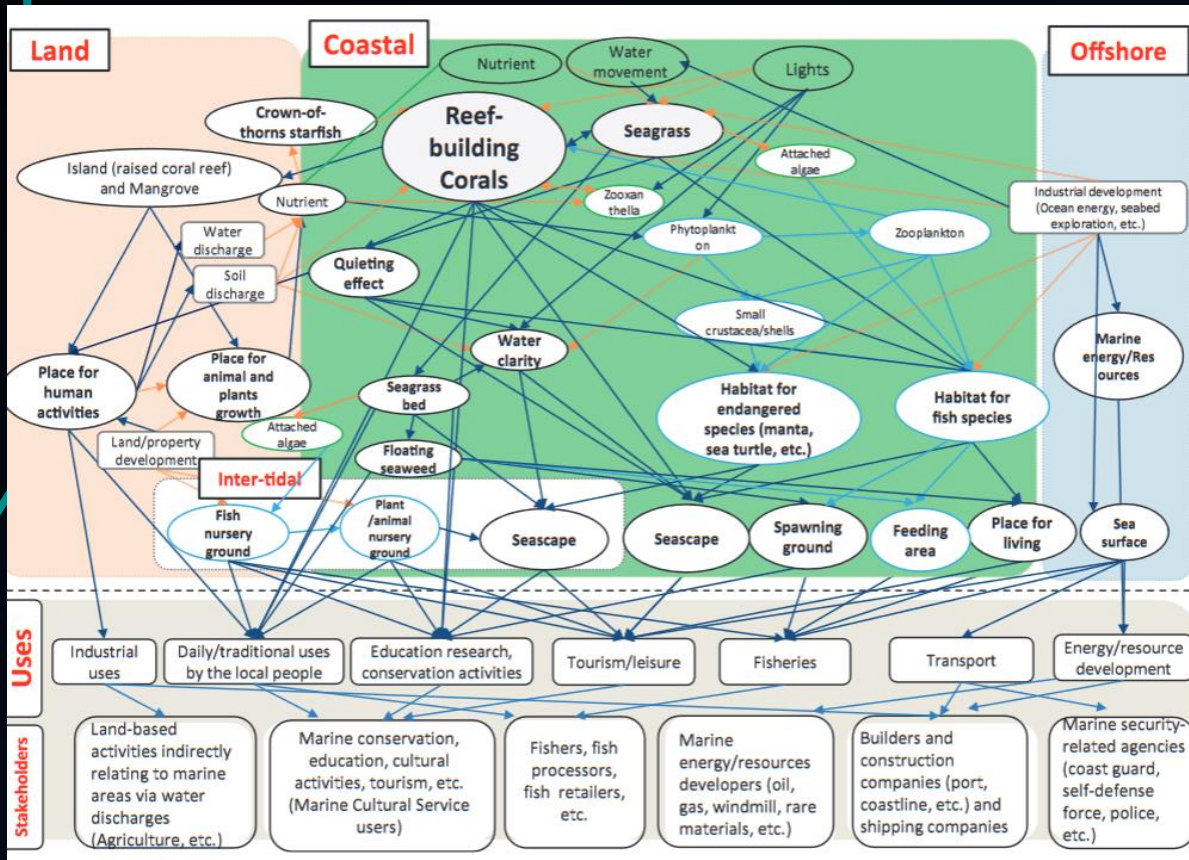 Land
Coastal
Offshore
Nutrient
Water
movement
Lights
Crown-of-
thorns starfish
Reef-
building
Corals
Seagrass
Attached
algae
Island (raised coral reef)
and Mangrove
Nutrient
Zooxan
thella
Industrial development
(Ocean energy, seabed
exploration, etc.)
Water
discharge
Phytoplankt
on
Zooplankton
Soil
discharge
Quieting
effect
Small
crustacea/shells
Marine
energy/Res
ources
Water
clarity
Place for
human
activities
Place for
animal and
plants
growth
Seagrass
bed
Habitat for
endangered
species (manta,
sea turtle, etc.)
Habitat for
fish species
Attached
algae
Land/property
development
Floating
seaweed
Inter-tidal
Fish
nursery
ground
Plant
/animal
nursery
ground
Seascape
Seascape
Spawning
ground
Feeding
area
Place for
living
Sea
surface
Uses
Industrial
uses
Daily/traditional uses
by the local people
Education research,
conservation activities
Tourism/leisure
Fisheries
Transport
Energy/resource
development
Stakeholders
Land-based
activities indirectly
relating to marine
areas via water
discharges
(Agriculture, etc.)
Marine conservation,
education, cultural
activities, tourism, etc.
(Marine Cultural Service
users)
Fishers, fish
processors,
fish retailers,
etc.
Marine
energy/resources
developers (oil,
gas, windmill, rare
materials, etc.)
Builders and
construction
companies (port,
coastline, etc.) and
shipping companies
Marine security-
related agencies
(coast guard,
self-defense
force, police,
etc.)